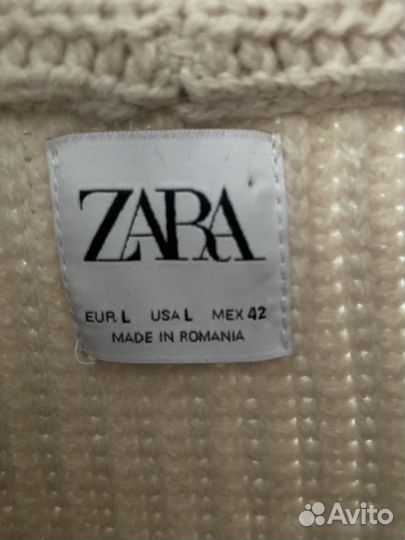 ZARA
EUR L USA L MEX 42
MADE IN ROMANIA
Avito